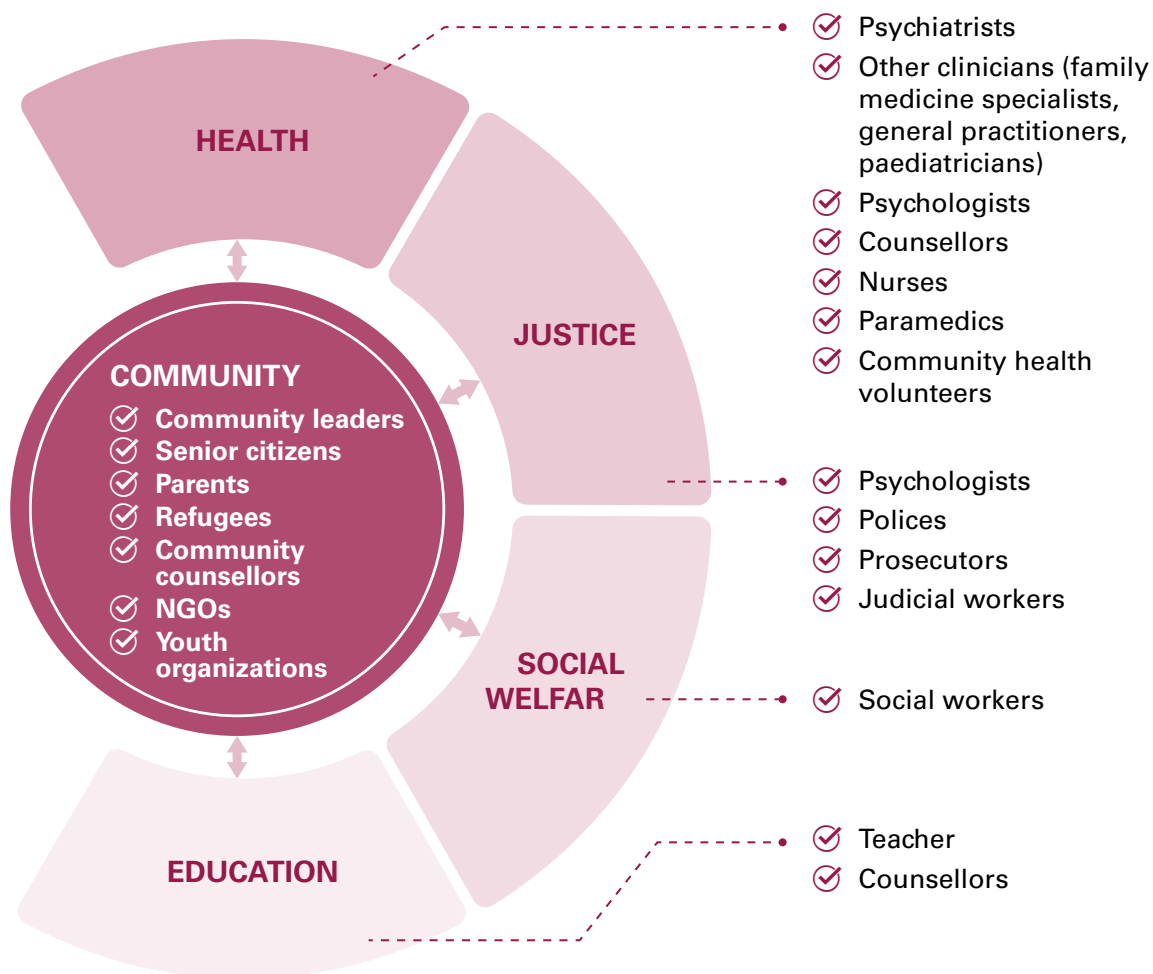 HEALTH
JUSTICE
SOCIAL
WELFAR
EDUCATION
COMMUNITY
Community leaders
Senior citizens
Parents
Refugees
Community
counsellors
NGOs
Youth
organizations
Psychiatrists
Other clinicians (family
medicine specialists,
general practitioners,
paediatricians)
Psychologists
Counsellors
Nurses
Paramedics
Community health
volunteers
Psychologists
Polices
Prosecutors
Judicial workers
Social workers
Teacher
Counsellors